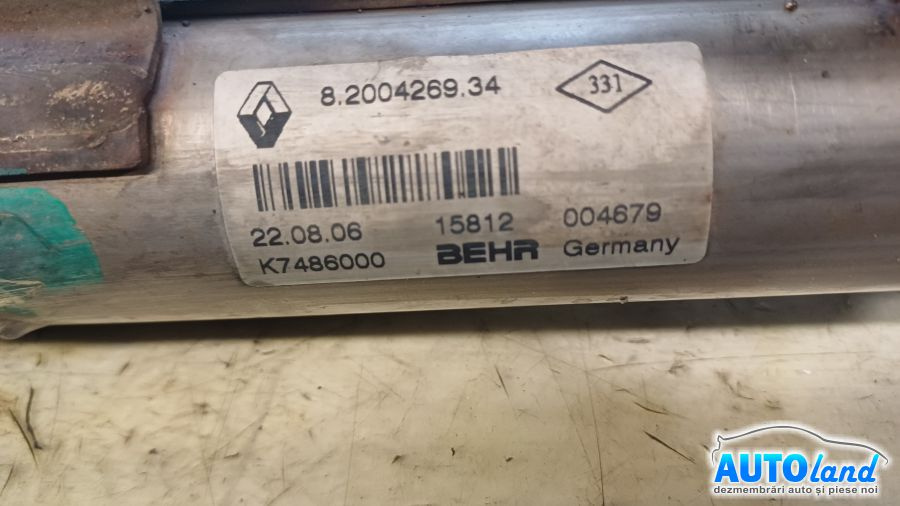 8.2004269.34
331
22.08.06 15812 004679
K7486000 BEHR Germany
AUTOland
dezmembrări auto și piese noi